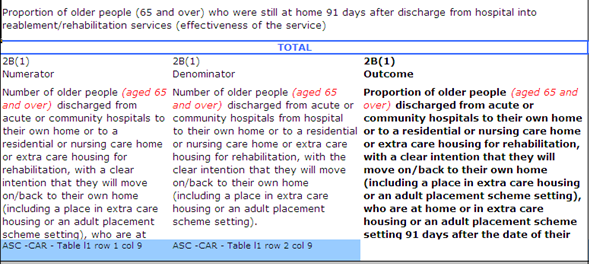 Proportion of older people (65 and over) who were still at home 91 days after discharge from hospital into
reablement/rehabilitation services (effectiveness of the service)
TOTAL
2B(1)
Numerator
Number of older people (aged 65
and over) discharged from
acute or community hospitals to
their own home or to a
residential or nursing care home
or extra care housing for
rehabilitation, with a clear
intention that they will move
on/back to their own home
(including a place in extra care
housing or an adult placement
scheme setting), who are at
ASC -CAR - Table l1 row 1 col 9
2B(1)
Denominator
Number of older people (aged 65
and over) discharged from acute or
community hospitals from hospital
to their own home or to a residential
or nursing care home or extra care
housing for rehabilitation, with the
clear intention that they will move
on/back to their own home
(including a place in extra care
housing or an adult placement
scheme setting).
ASC -CAR - Table l1 row 2 col 9
2B(1)
Outcome
Proportion of older people (aged 65 and
over) discharged from acute or
community hospitals to their own home
or to a residential or nursing care home
or extra care housing for rehabilitation,
with a clear intention that they will
move on/back to their own home
(including a place in extra care housing
or an adult placement scheme setting),
who are at home or in extra care
housing or an adult placement scheme
setting 91 days after the date of their